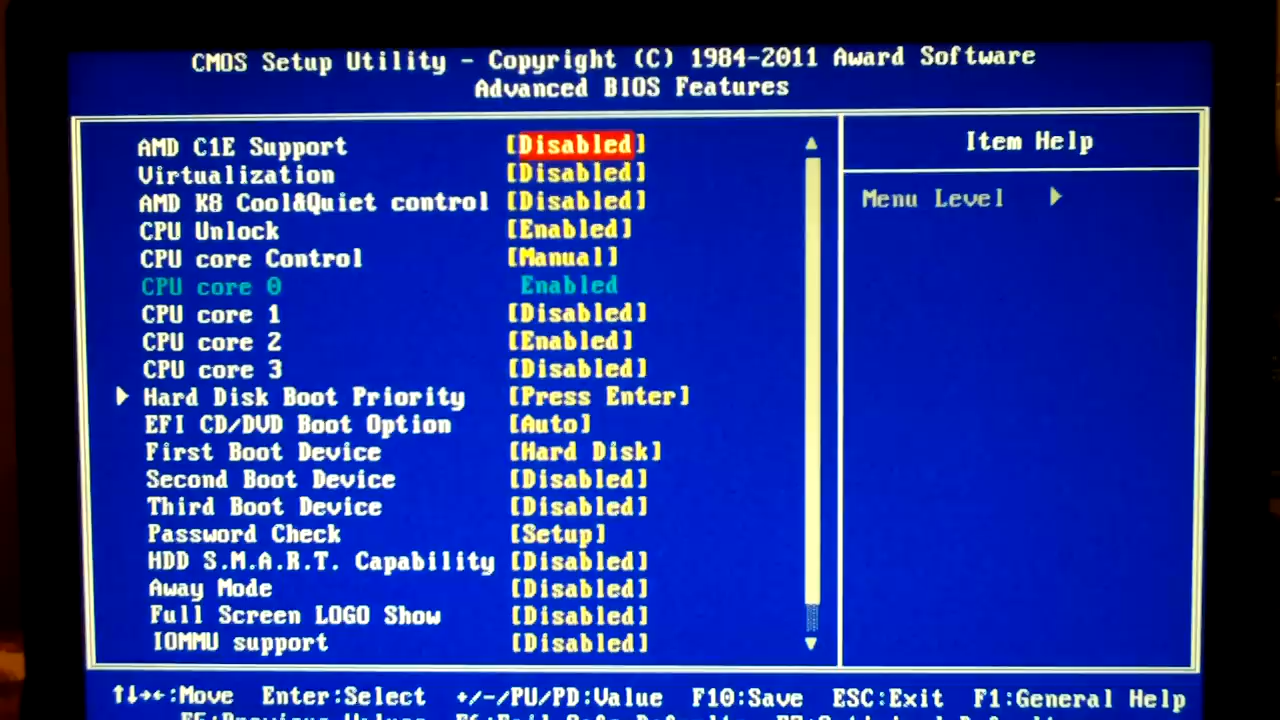 CMOS Setup Utility - Copyright (C) 1984-2011 Award Software
Advanced BIOS Features
AMD C1E Support [Disabled]
Virtualization [Disabled]
AMD K8 Cool&Quiet control [Disabled]
CPU Unlock [Enabled]
CPU core Control [Manual]
CPU core 0 Enabled
CPU core 1 [Disabled]
CPU core 2 [Enabled]
CPU core 3 [Disabled]
Hard Disk Boot Priority [Press Enter]
EFI CD/DVD Boot Option [Auto]
First Boot Device [Hard Disk]
Second Boot Device [Disabled]
Third Boot Device [Disabled]
Password Check [Setup]
HDD S.M.A.R.T. Capability [Disabled]
Away Mode [Disabled]
Full Screen LOGO Show [Disabled]
IOMMU support [Disabled]
Item Help
Menu Level
↑↓→←:Move Enter:Select +/-/PU/PD:Value F10:Save ESC:Exit F1:General Help